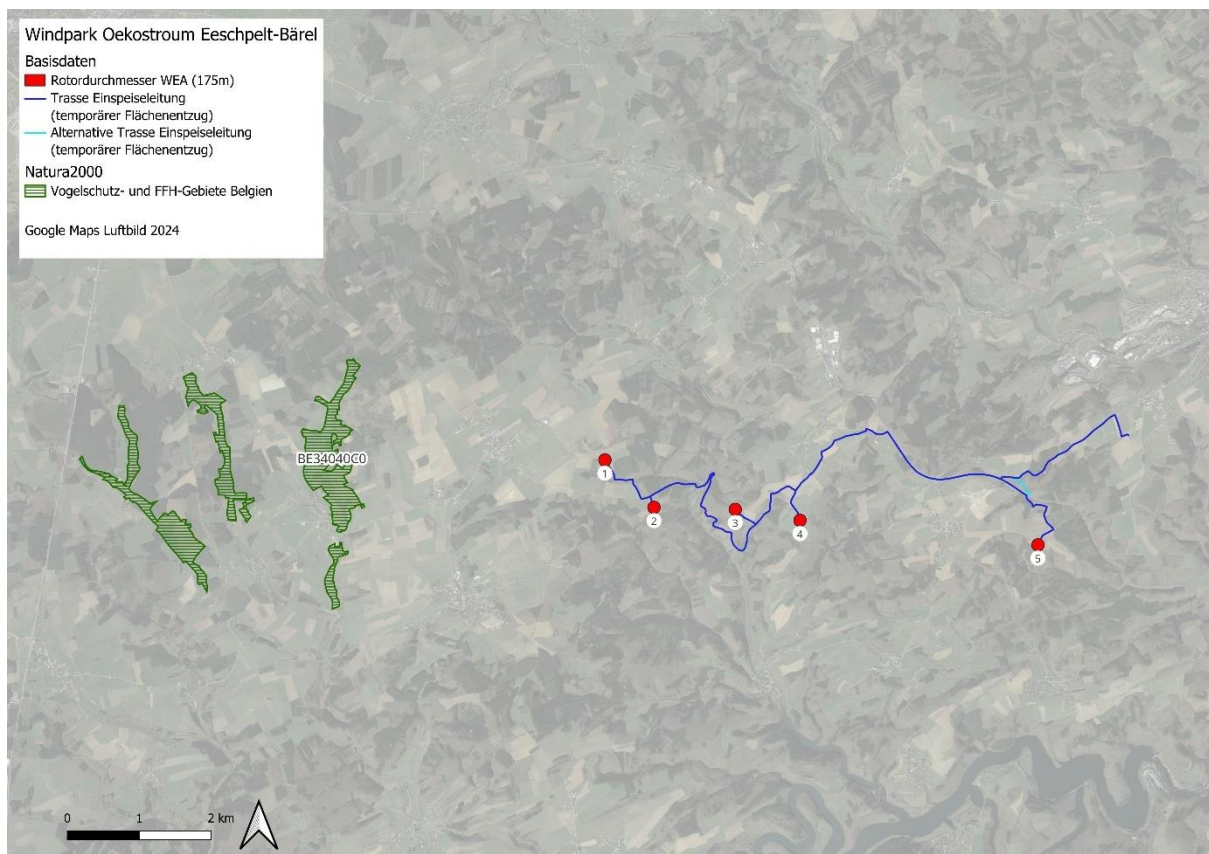 Windpark Oekostroum Eeschpelt-Bärel
Basisdaten
Rotordurchmesser WEA (175m)
Trasse Einspeiseleitung
(temporärer Flächenentzug)
Alternative Trasse Einspeiseleitung
(temporärer Flächenentzug)
Natura2000
Vogelschutz- und FFH-Gebiete Belgien
Google Maps Luftbild 2024
BE34040C0
1
2
3
4
5
0 1 2 km